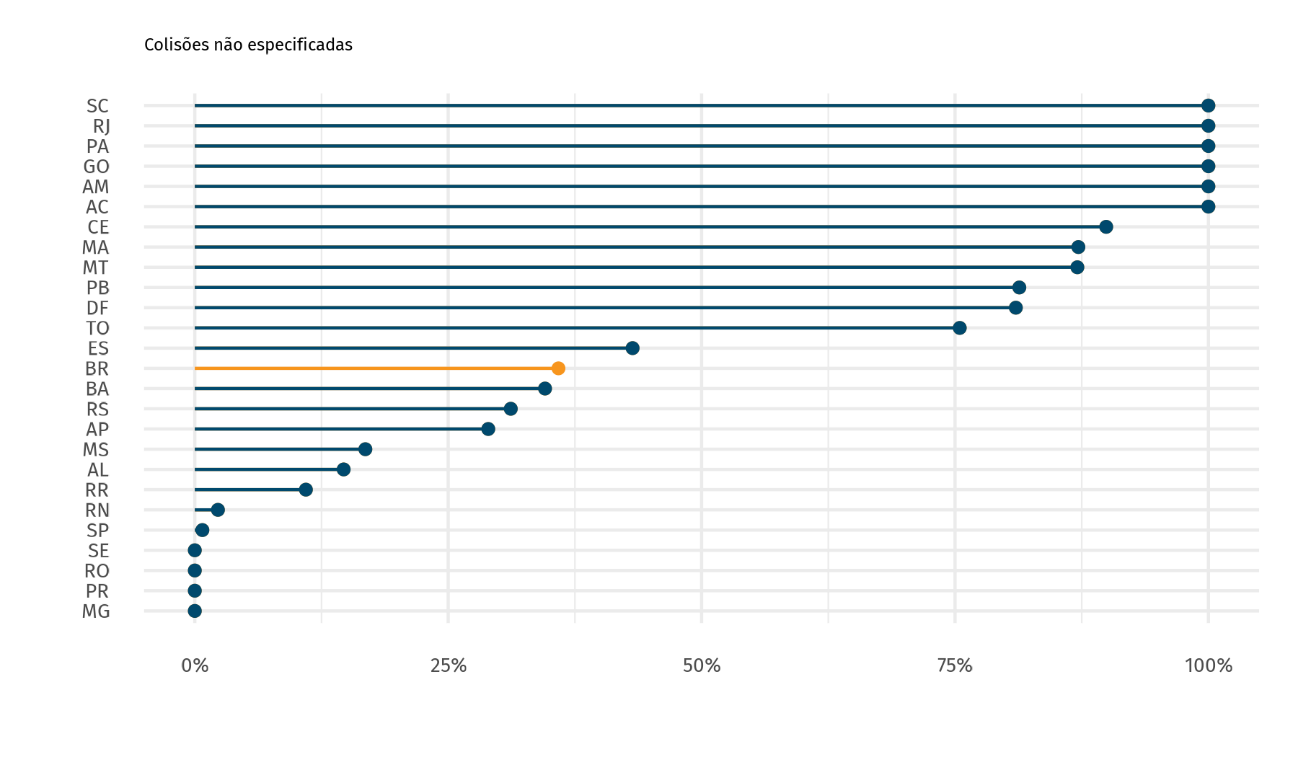 Colisões não especificadas
SC
RJ
PA
GO
AM
AC
CE
MA
MT
PB
DF
TO
ES
BR
BA
RS
AP
MS
AL
RR
RN
SP
SE
RO
PR
MG
0% 25% 50% 75% 100%